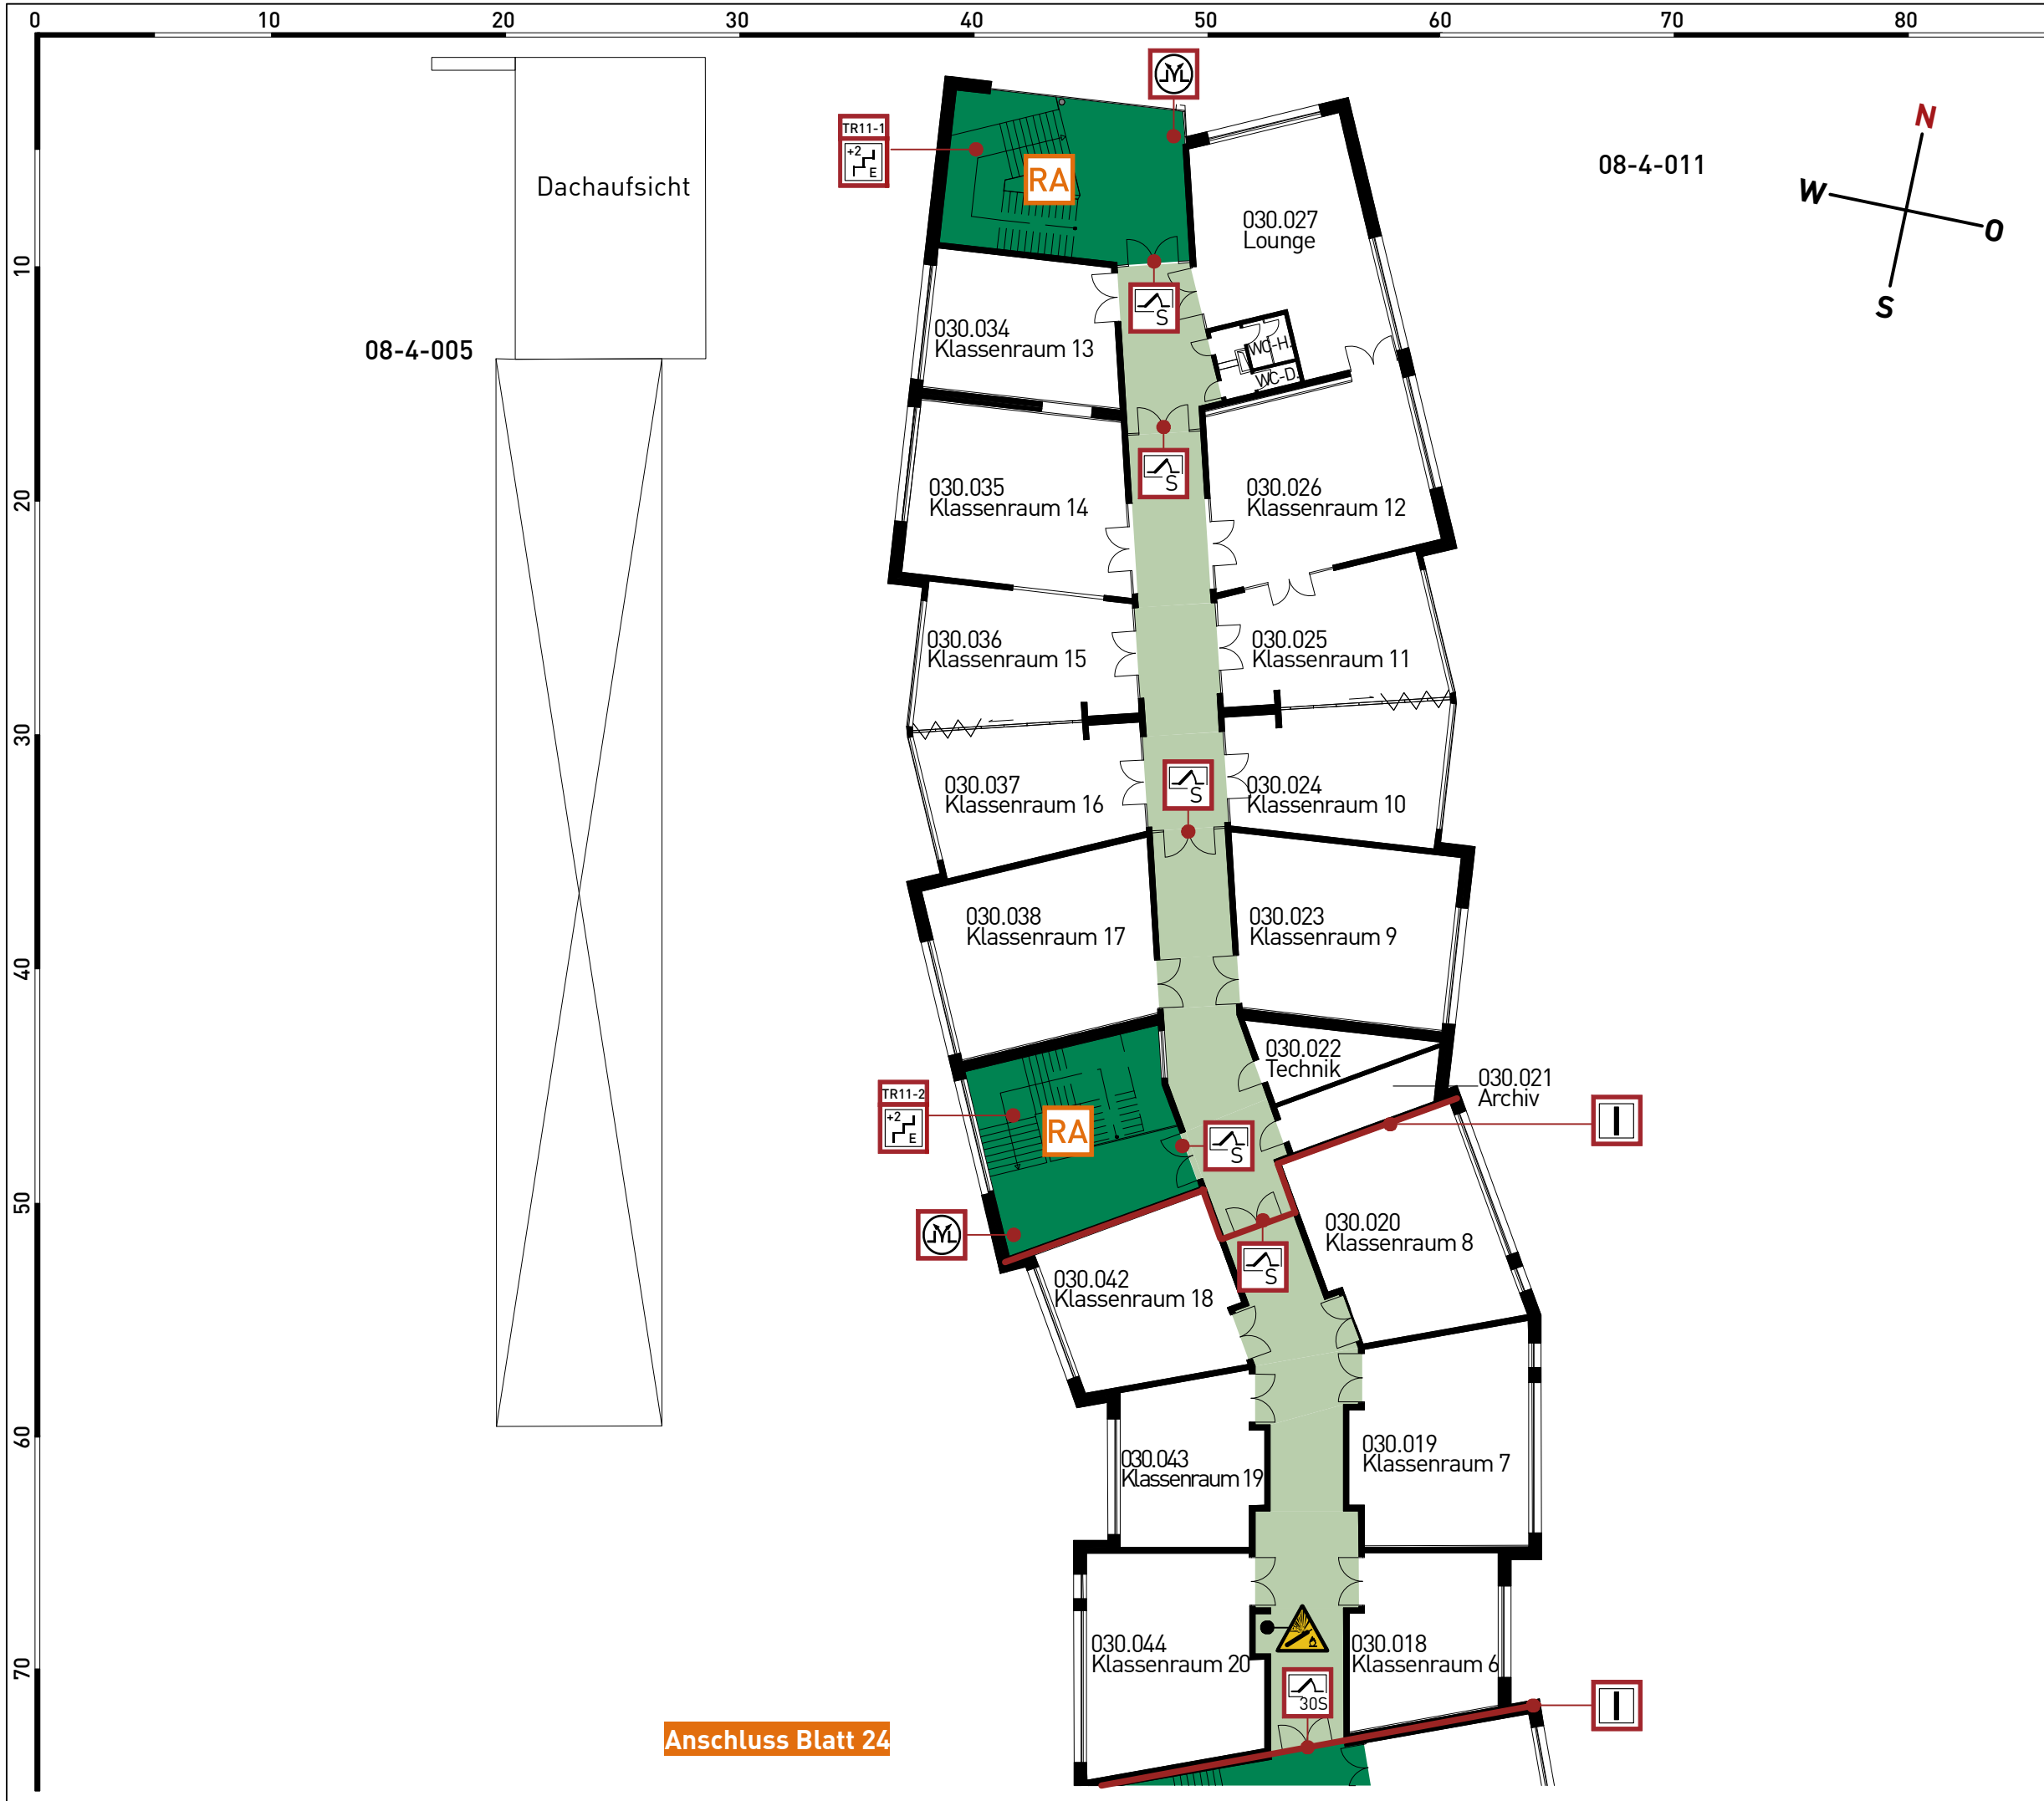 0
10
20
30
40
50
60
70
80
N
W
O
S
08-4-011
TR11-1
+2
E
RA
Dachaufsicht
030.027
Lounge
10
S
030.034
Klassenraum 13
08-4-005
WC-H.
WC-D.
S
20
030.035
Klassenraum 14
030.026
Klassenraum 12
030.036
Klassenraum 15
030.025
Klassenraum 11
30
030.037
Klassenraum 16
S
030.024
Klassenraum 10
030.038
Klassenraum 17
030.023
Klassenraum 9
40
030.022
Technik
030.021
Archiv
TR11-2
+2
E
RA
S
I
50
030.020
Klassenraum 8
S
030.042
Klassenraum 18
60
030.043
Klassenraum 19
030.019
Klassenraum 7
70
030.044
Klassenraum 20
030.018
Klassenraum 6
30S
I
Anschluss Blatt 24